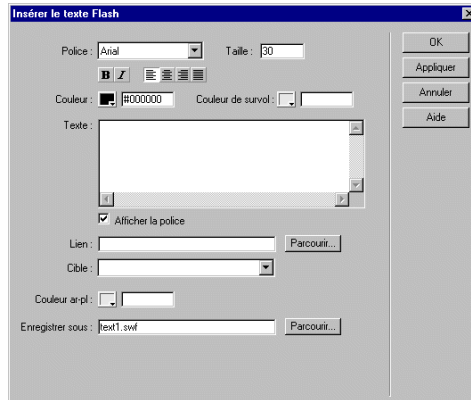 Insérer le texte Flash
Police : Arial Taille : 30
B I
Couleur : #000000 Couleur de survol :
Texte :
Afficher la police
Lien : Parcourir...
Cible :
Couleur ar-pl :
Enregistrer sous : text1.swf Parcourir...
OK
Appliquer
Annuler
Aide